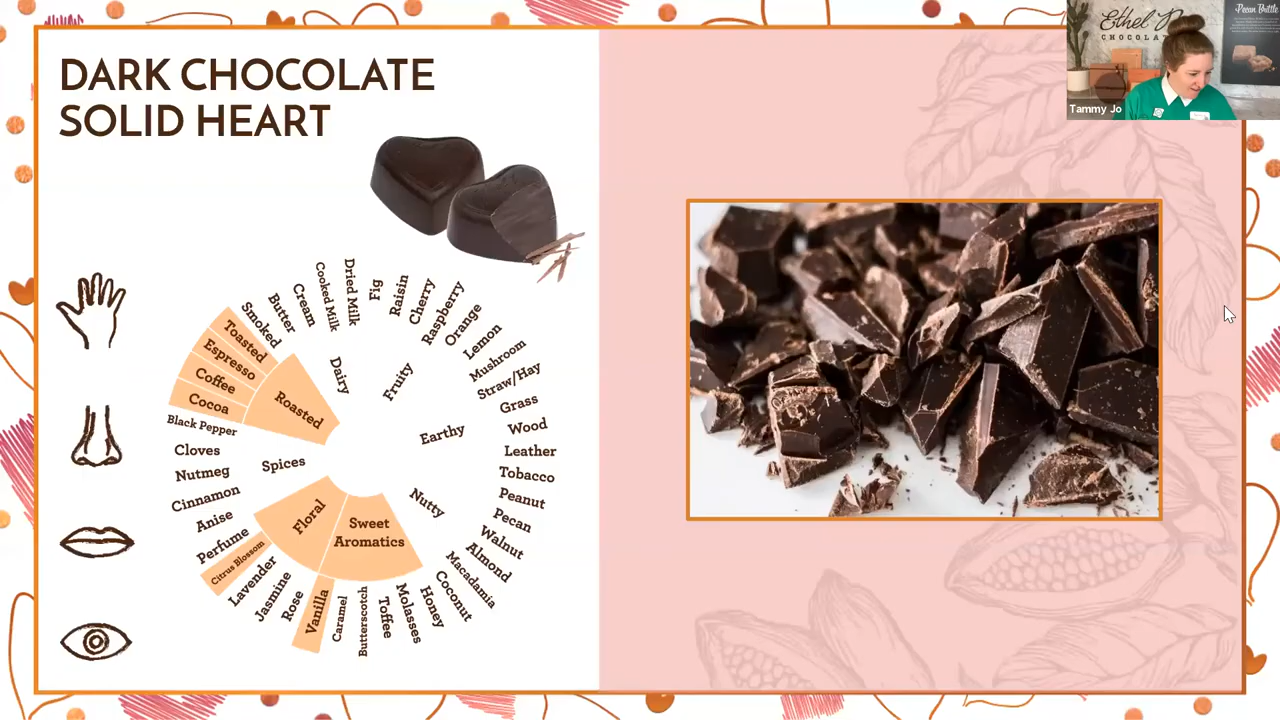 DARK CHOCOLATE
SOLID HEART
Ethel
CHOCOLAT
Pecan Brittle
Tammy Jo
Roasted
Dairy
Fruity
Earthy
Nutty
Sweet
Aromatics
Floral
Spices
Black Pepper
Cocoa
Coffee
Espresso
Toasted
Smoked
Butter
Cream
Cooked Milk
Dried Milk
Fig
Raisin
Cherry
Raspberry
Orange
Lemon
Mushroom
Straw/Hay
Grass
Wood
Leather
Tobacco
Peanut
Pecan
Walnut
Almond
Macadamia
Coconut
Honey
Molasses
Toffee
Butterscotch
Caramel
Vanilla
Rose
Jasmine
Lavender
Citrus Blossom
Perfume
Anise
Cinnamon
Nutmeg
Cloves